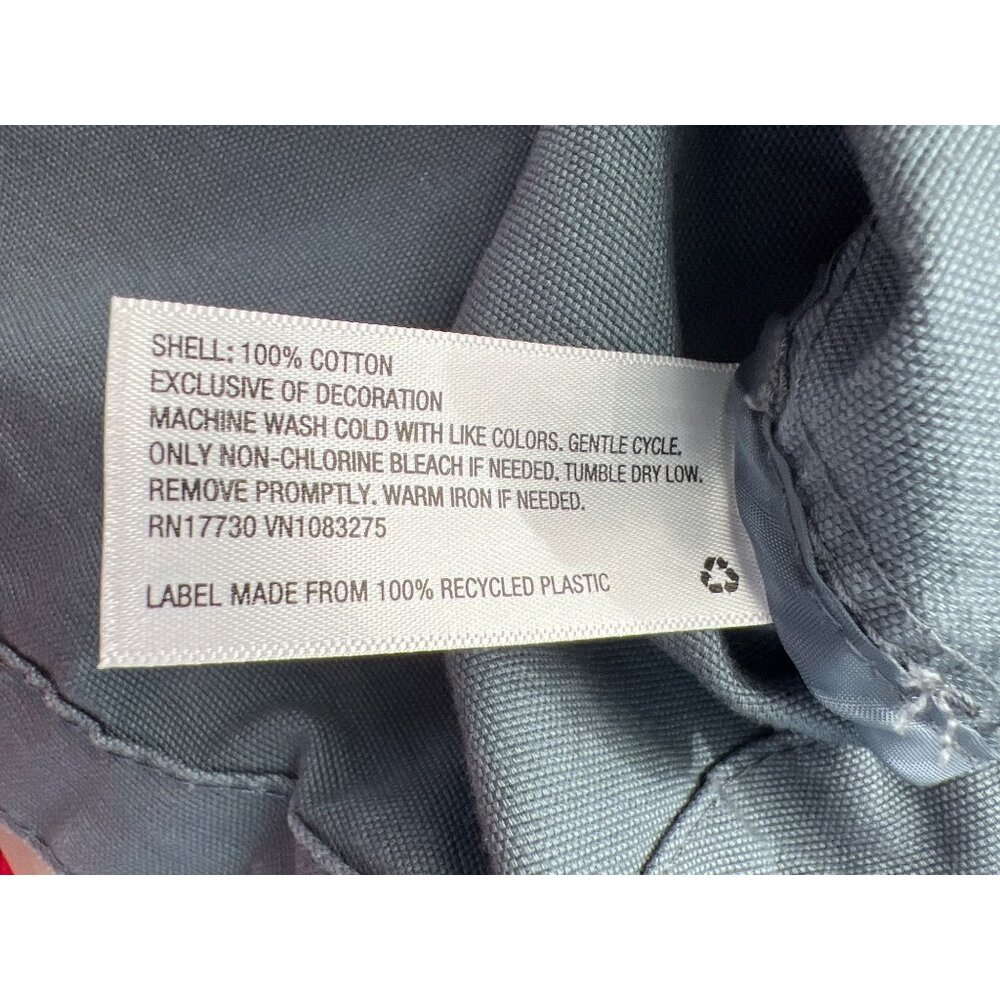 SHELL: 100% COTTON
EXCLUSIVE OF DECORATION
MACHINE WASH COLD WITH LIKE COLORS. GENTLE CYCLE.
ONLY NON-CHLORINE BLEACH IF NEEDED. TUMBLE DRY LOW.
REMOVE PROMPTLY. WARM IRON IF NEEDED.
RN17730 VN1083275
LABEL MADE FROM 100% RECYCLED PLASTIC